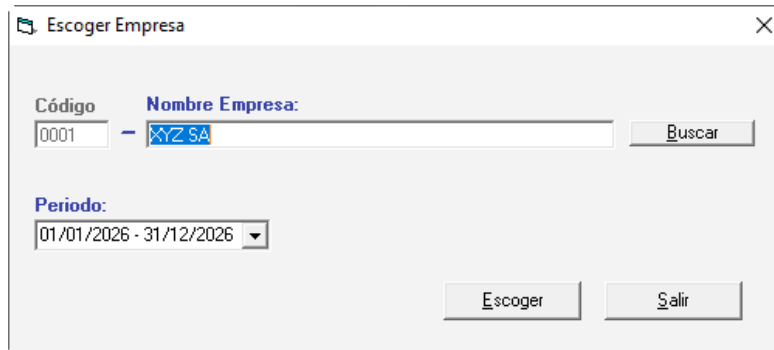 Escoger Empresa
Código Nombre Empresa:
0001 - XYZ SA Buscar
Periodo:
01/01/2026 - 31/12/2026
Escoger Salir